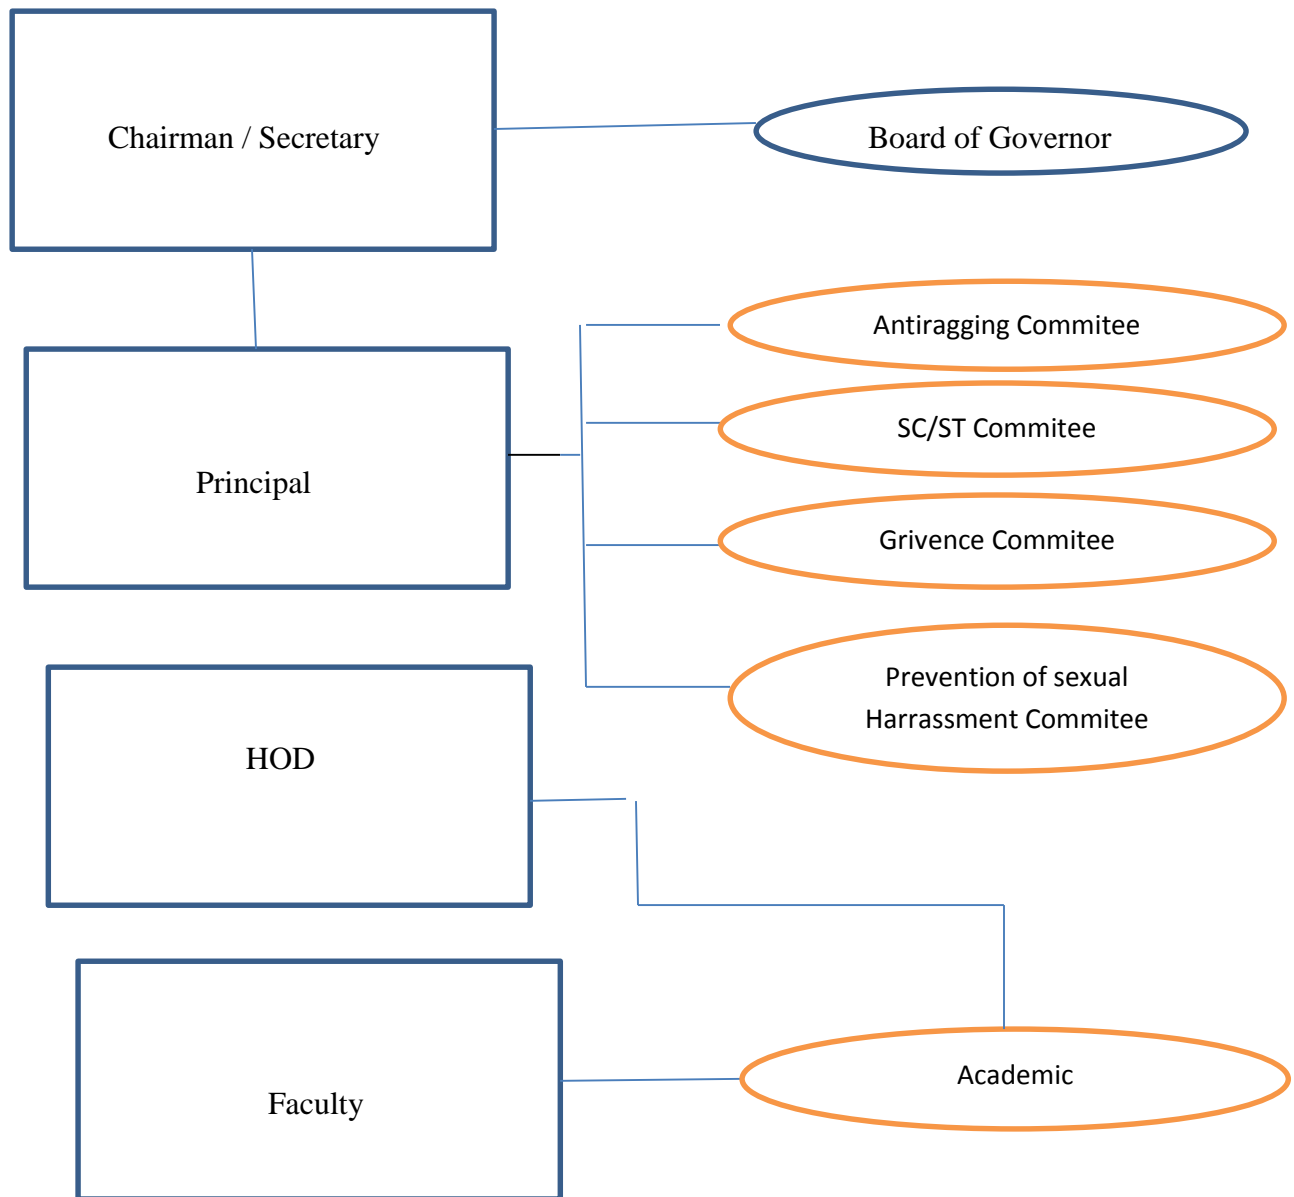 Chairman / Secretary
Board of Governor
Antiragging Commitee
SC/ST Commitee
Principal
Grivence Commitee
Prevention of sexual
Harrassment Commitee
HOD
Academic
Faculty